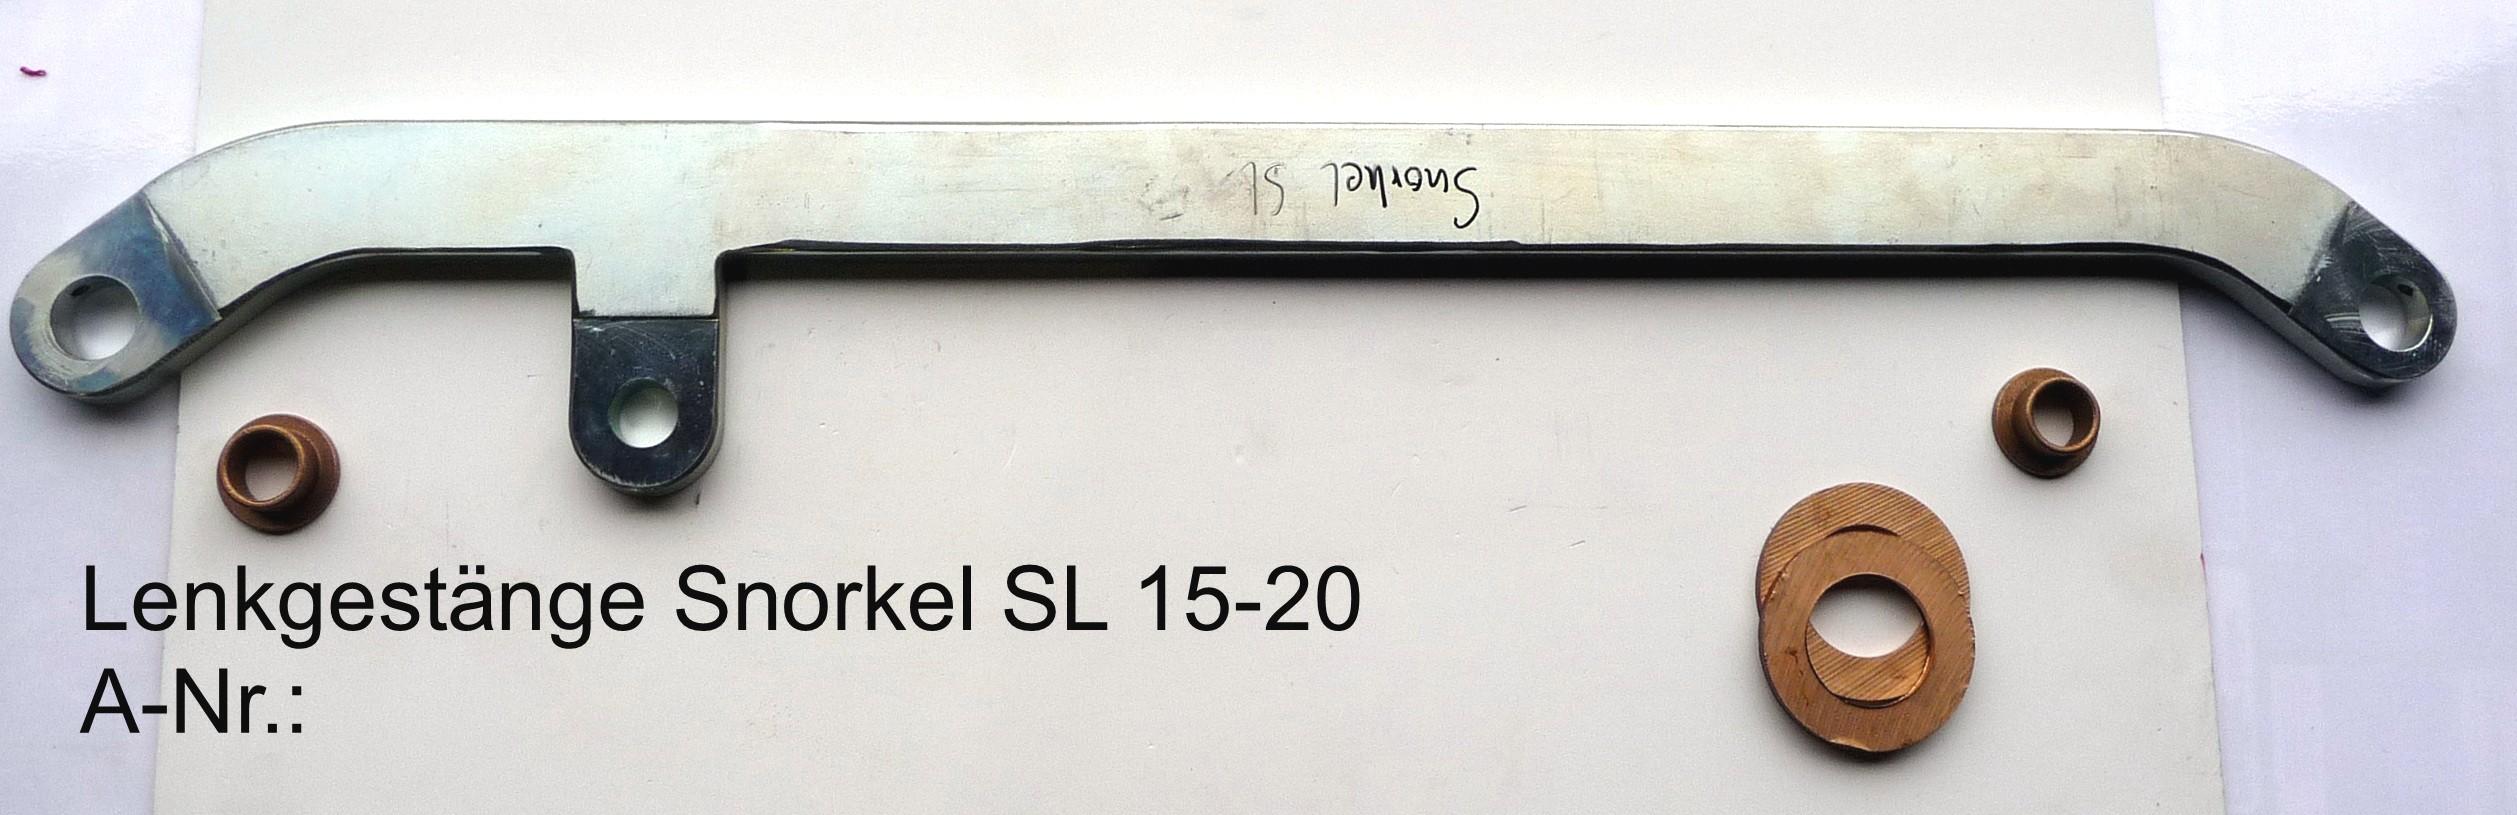 Snorkel SL
Lenkgestänge Snorkel SL 15-20
A-Nr.: